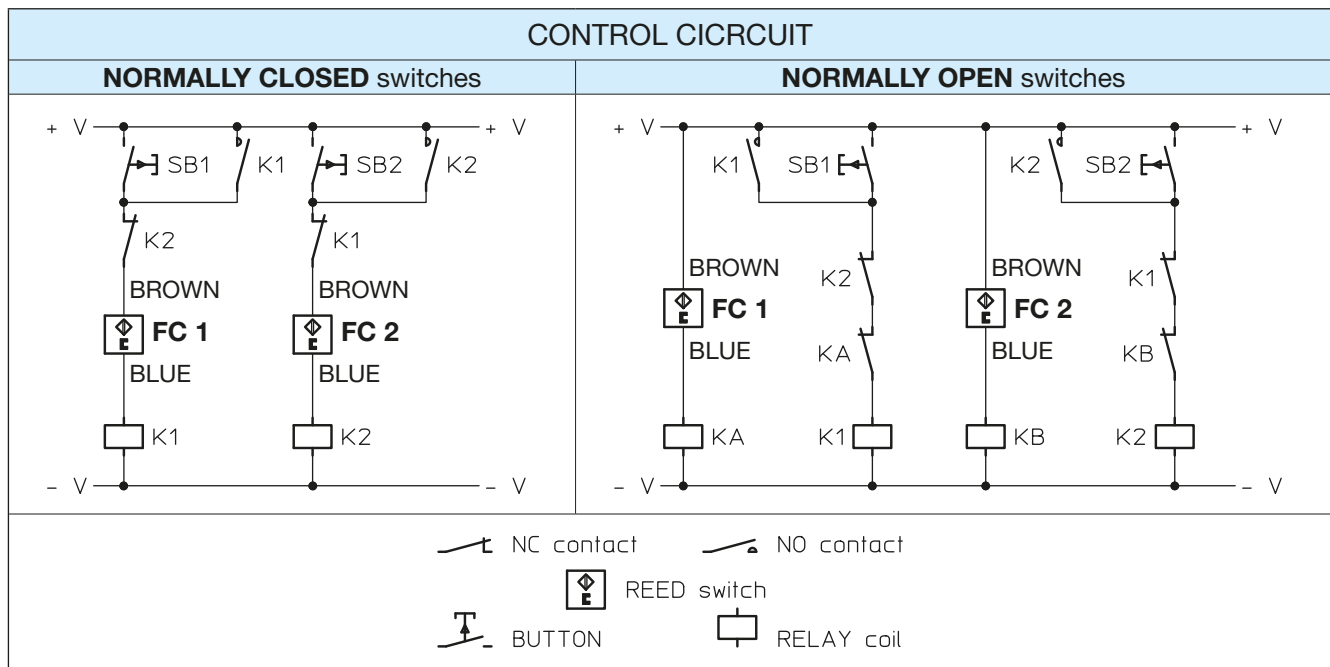 CONTROL CICRCUIT
NORMALLY CLOSED switches
NORMALLY OPEN switches
+ V
+ V
SB1
K1
SB2
K2
K2
K1
BROWN
BROWN
FC 1
FC 2
BLUE
BLUE
K1
K2
- V
- V
+ V
+ V
K1
SB1
K2
SB2
BROWN
K2
BROWN
K1
FC 1
FC 2
BLUE
KA
BLUE
KB
KA
K1
KB
K2
- V
- V
NC contact
NO contact
REED switch
BUTTON
RELAY coil